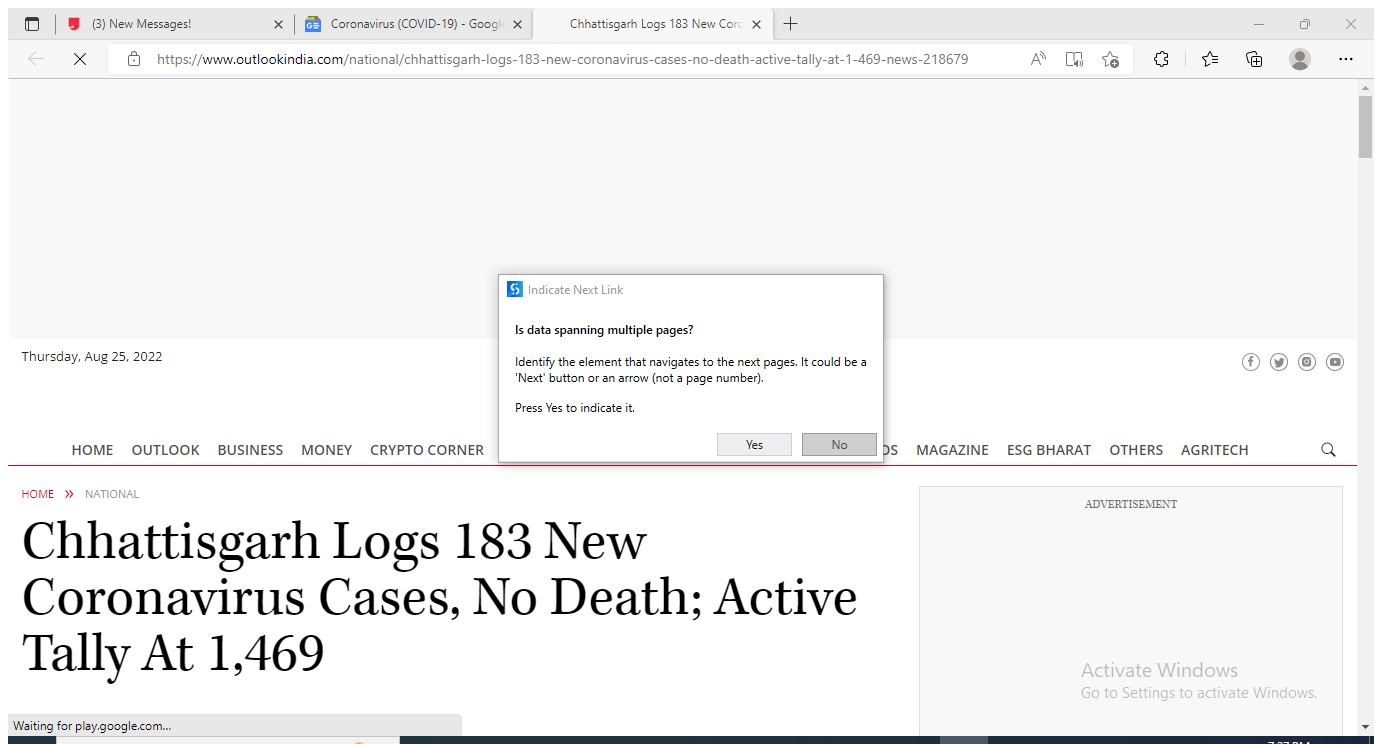 (3) New Messages!
Coronavirus (COVID-19) - Googl
Chhattisgarh Logs 183 New Coro
https://www.outlookindia.com/national/chhattisgarh-logs-183-new-coronavirus-cases-no-death-active-tally-at-1-469-news-218679
Indicate Next Link
Is data spanning multiple pages?
Identify the element that navigates to the next pages. It could be a
'Next' button or an arrow (not a page number).
Press Yes to indicate it.
Yes No
Thursday, Aug 25, 2022
HOME OUTLOOK BUSINESS MONEY CRYPTO CORNER OS MAGAZINE ESG BHARAT OTHERS AGRITECH
HOME » NATIONAL
Chhattisgarh Logs 183 New
Coronavirus Cases, No Death; Active
Tally At 1,469
ADVERTISEMENT
Activate Windows
Go to Settings to activate Windows.
Waiting for play.google.com...